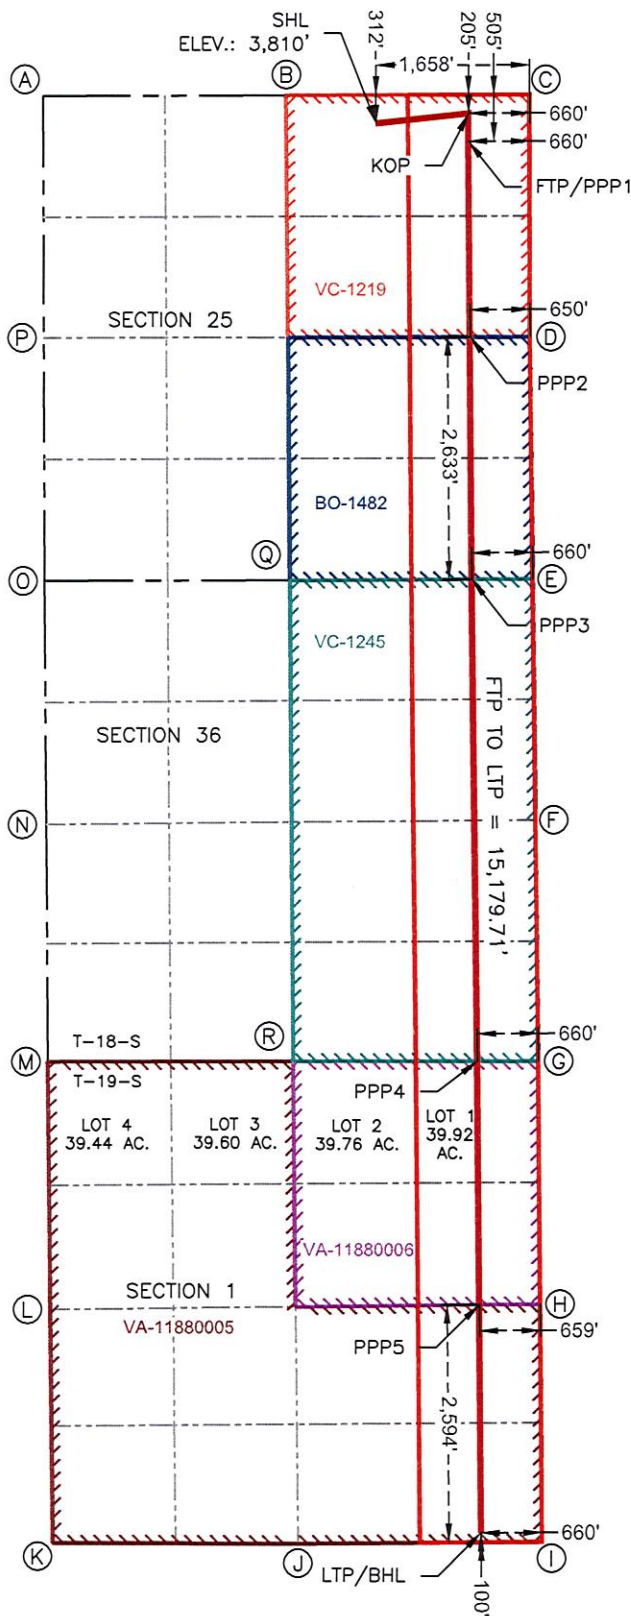 SHL
ELEV.: 3,810'
312'
1,658'
205'
505'
A
B
C
660'
660'
KOP
FTP/PPP1
VC-1219
650'
SECTION 25
P
D
PPP2
2,633'
BO-1482
Q
660'
O
E
PPP3
VC-1245
SECTION 36
FTP TO LTP = 15,179.71'
N
F
T-18-S
R
660'
M
G
T-19-S
PPP4
LOT 4
39.44 AC.
LOT 3
39.60 AC.
LOT 2
39.76 AC.
LOT 1
39.92
AC.
VA-11880006
SECTION 1
L
H
VA-11880005
659'
PPP5
2,594'
660'
K
J
I
LTP/BHL
100'